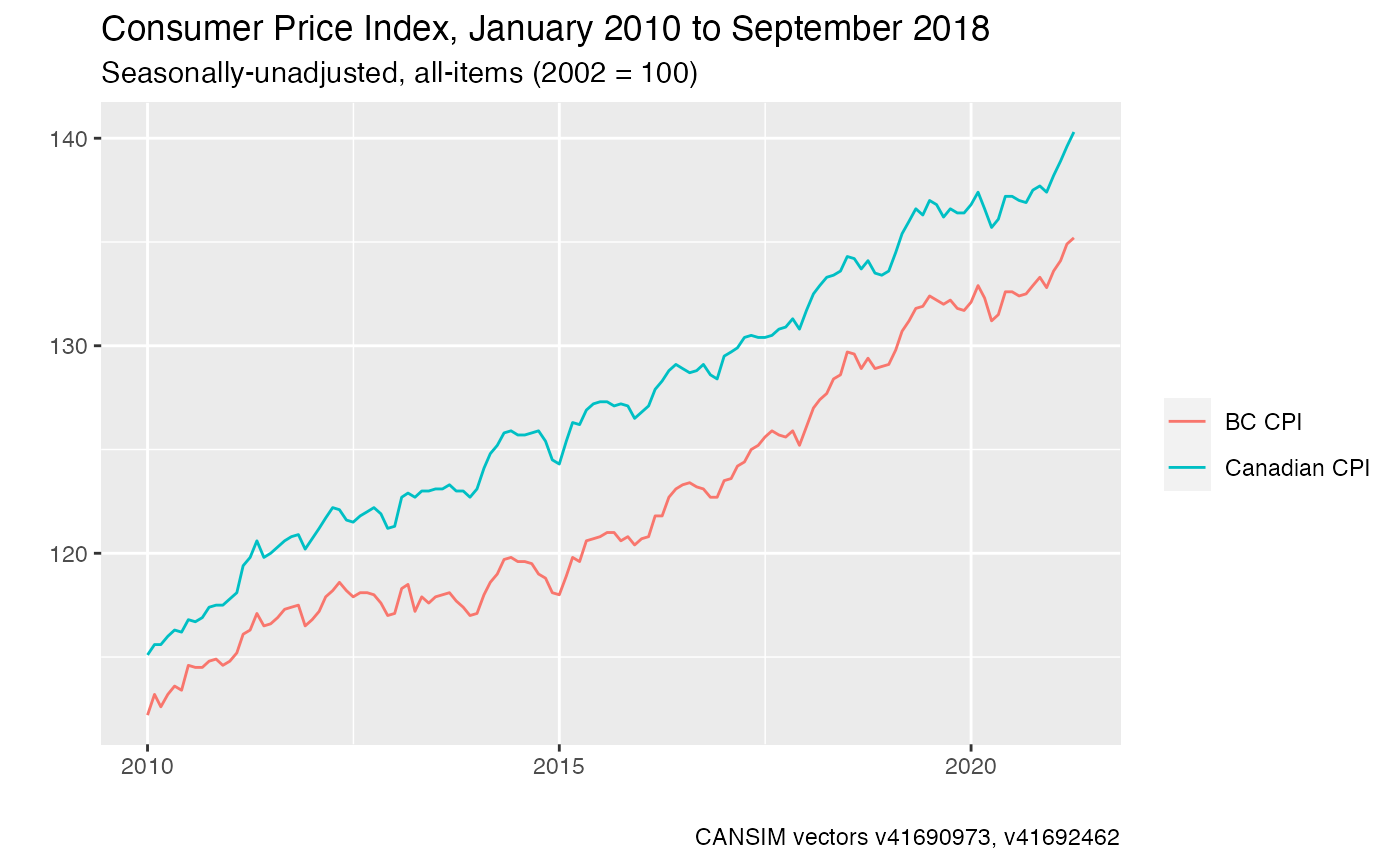 Consumer Price Index, January 2010 to September 2018
Seasonally-unadjusted, all-items (2002 = 100)
140
130
120
2010
2015
2020
BC CPI
Canadian CPI
CANSIM vectors v41690973, v41692462